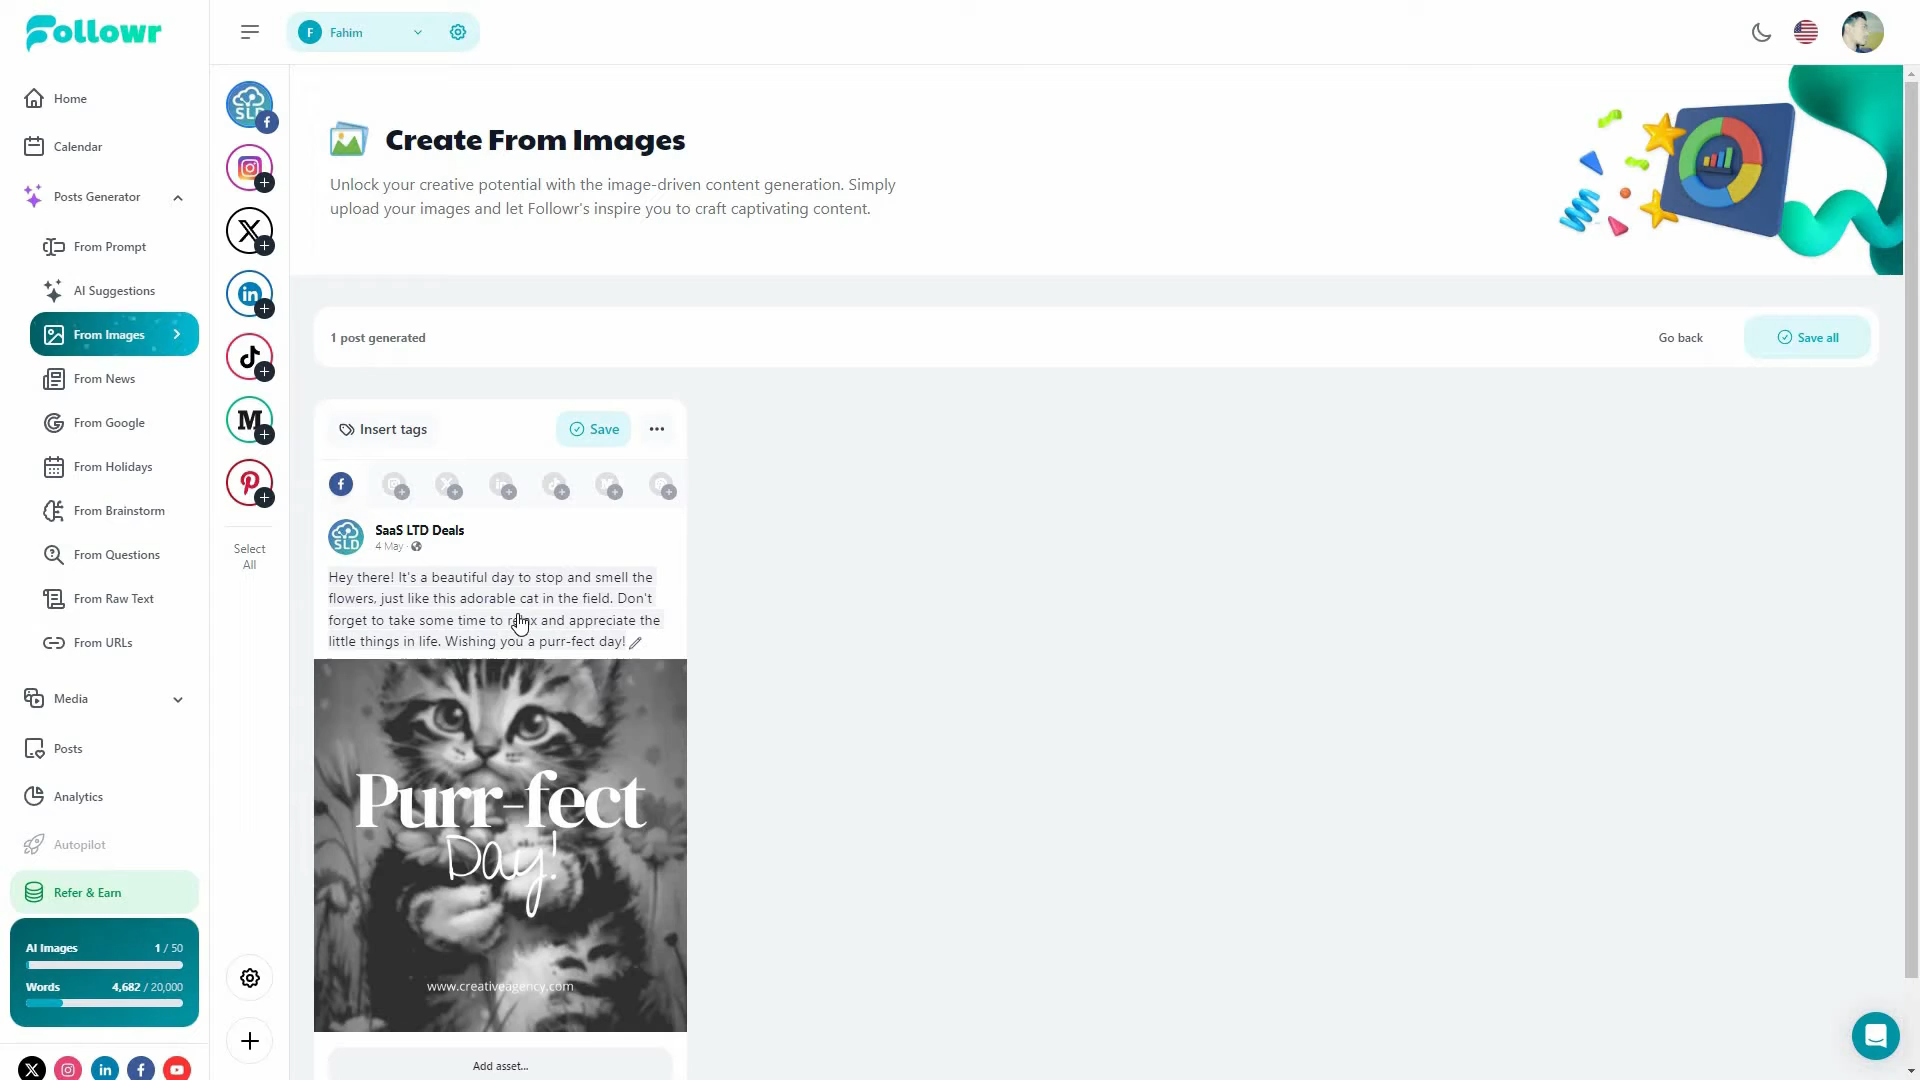 Followr
F Fahim
Home
Calendar
Posts Generator
From Prompt
AI Suggestions
From Images
From News
From Google
From Holidays
From Brainstorm
From Questions
From Raw Text
From URLs
Media
Posts
Analytics
Autopilot
Refer & Earn
AI Images 1 / 50
Words 4,682 / 20,000
SLD
Select
All
Create From Images
Unlock your creative potential with the image-driven content generation. Simply
upload your images and let Followr's inspire you to craft captivating content.
1 post generated
Go back
Save all
Insert tags
Save
SLD
SaaS LTD Deals
4 May ·
Hey there! It's a beautiful day to stop and smell the
flowers, just like this adorable cat in the field. Don't
forget to take some time to relax and appreciate the
little things in life. Wishing you a purr-fect day!
Purr-fect
Day!
www.creativeagency.com
Add asset...